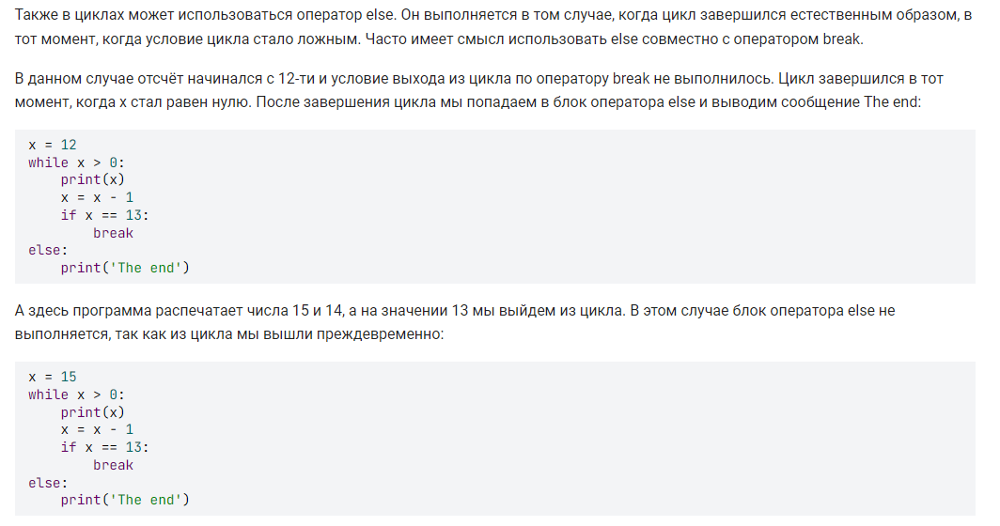 Также в циклах может использоваться оператор else. Он выполняется в том случае, когда цикл завершился естественным образом, в
тот момент, когда условие цикла стало ложным. Часто имеет смысл использовать else совместно с оператором break.
В данном случае отсчёт начинался с 12-ти и условие выхода из цикла по оператору break не выполнилось. Цикл завершился в тот
момент, когда x стал равен нулю. После завершения цикла мы попадаем в блок оператора else и выводим сообщение The end:
x = 12
while x > 0:
    print(x)
    x = x - 1
    if x == 13:
        break
else:
    print('The end')
А здесь программа распечатает числа 15 и 14, а на значении 13 мы выйдем из цикла. В этом случае блок оператора else не
выполняется, так как из цикла мы вышли преждевременно:
x = 15
while x > 0:
    print(x)
    x = x - 1
    if x == 13:
        break
else:
    print('The end')